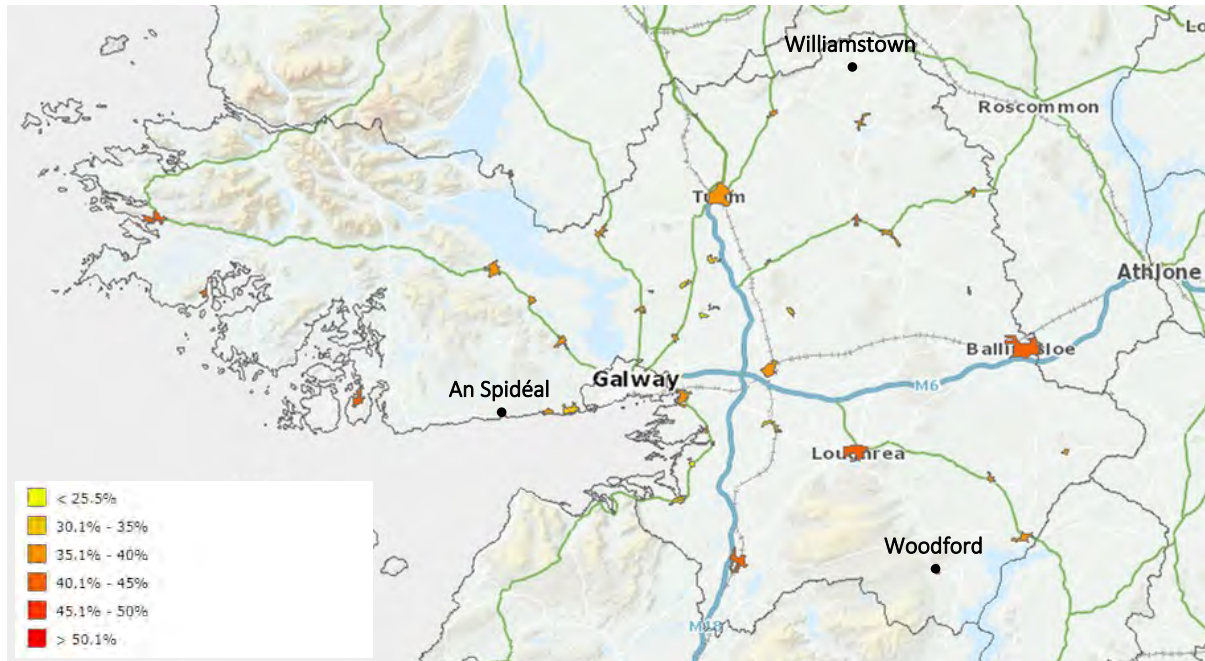 Williamstown
Lo
Roscommon
Tuam
Athlone
Ballinasloe
Galway
M6
An Spidéal
Loughrea
< 25.5%
30.1% - 35%
35.1% - 40%
40.1% - 45%
45.1% - 50%
> 50.1%
Woodford
M18